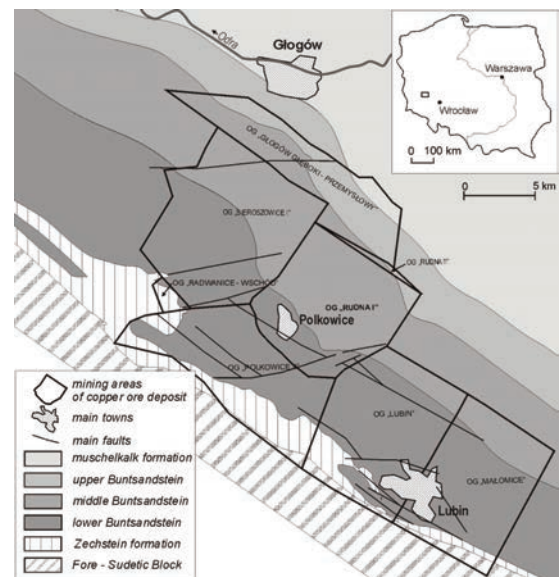 Odra
Głogów
Warszawa
Wrocław
0 100 km
0 5 km
OG „GŁOGÓW GŁĘBOKI - PRZEMYSŁOWY”
OG „SIEROSZOWICE I”
OG „RUDNA II”
OG „RADWANICE - WSCHÓD”
OG „RUDNA I”
Polkowice
OG „POLKOWICE II”
OG „LUBIN”
OG „MAŁOMICE”
Lubin
mining areas
of copper ore deposit
main towns
main faults
muschelkalk formation
upper Buntsandstein
middle Buntsandstein
lower Buntsandstein
Zechstein formation
Fore - Sudetic Block